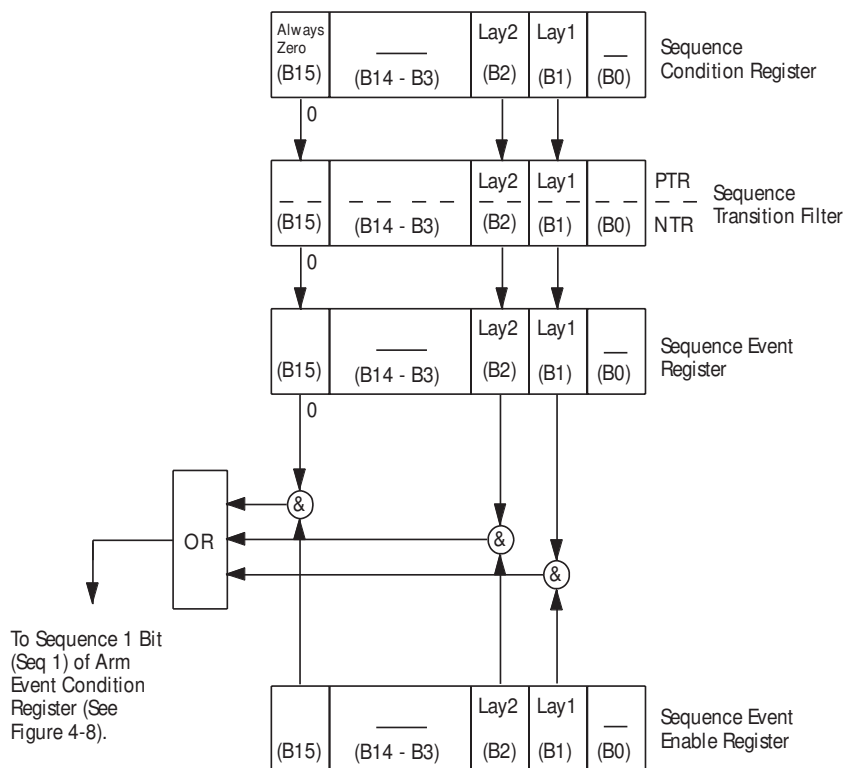 Always
Zero
(B15)
(B14 - B3)
Lay2
(B2)
Lay1
(B1)
(B0)
Sequence
Condition Register
0
(B15)
(B14 - B3)
Lay2
(B2)
Lay1
(B1)
(B0)
PTR
NTR
Sequence
Transition Filter
0
(B15)
(B14 - B3)
Lay2
(B2)
Lay1
(B1)
(B0)
Sequence Event
Register
0
&
OR
&
&
To Sequence 1 Bit
(Seq 1) of Arm
Event Condition
Register (See
Figure 4-8).
(B15)
(B14 - B3)
Lay2
(B2)
Lay1
(B1)
(B0)
Sequence Event
Enable Register